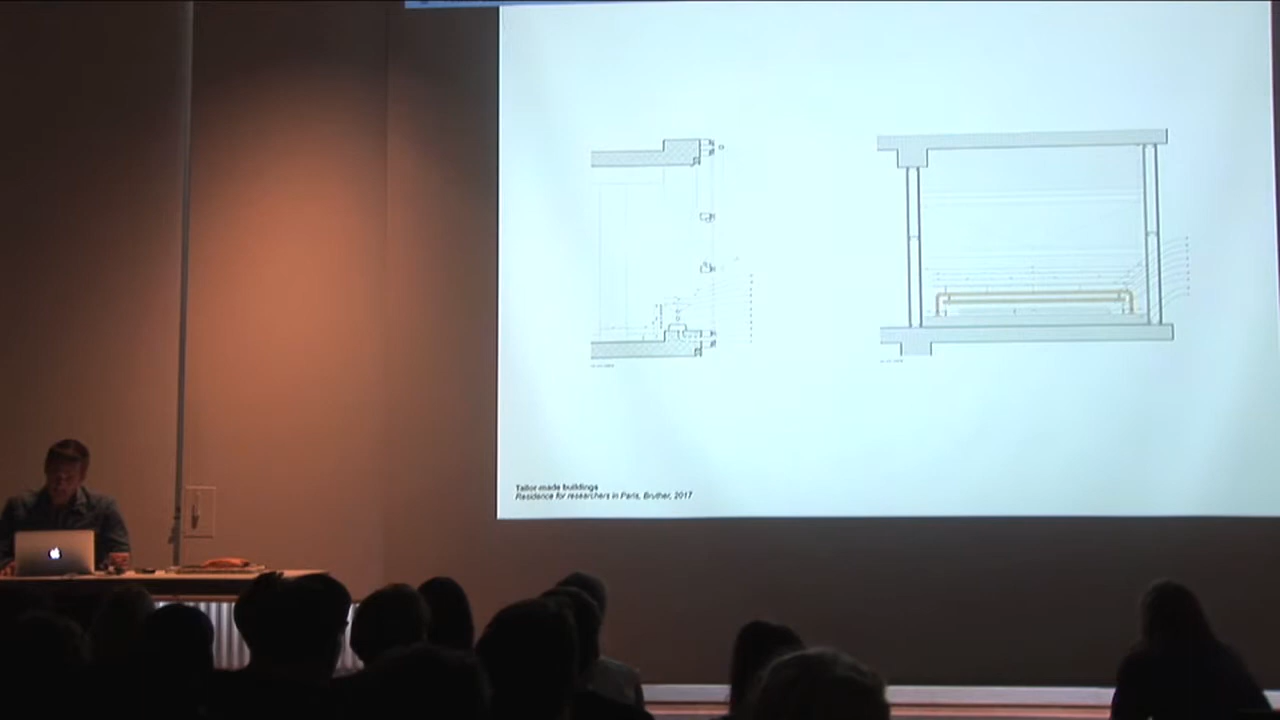 Tailor-made buildings
Residence for researchers in Paris, Bruther, 2017